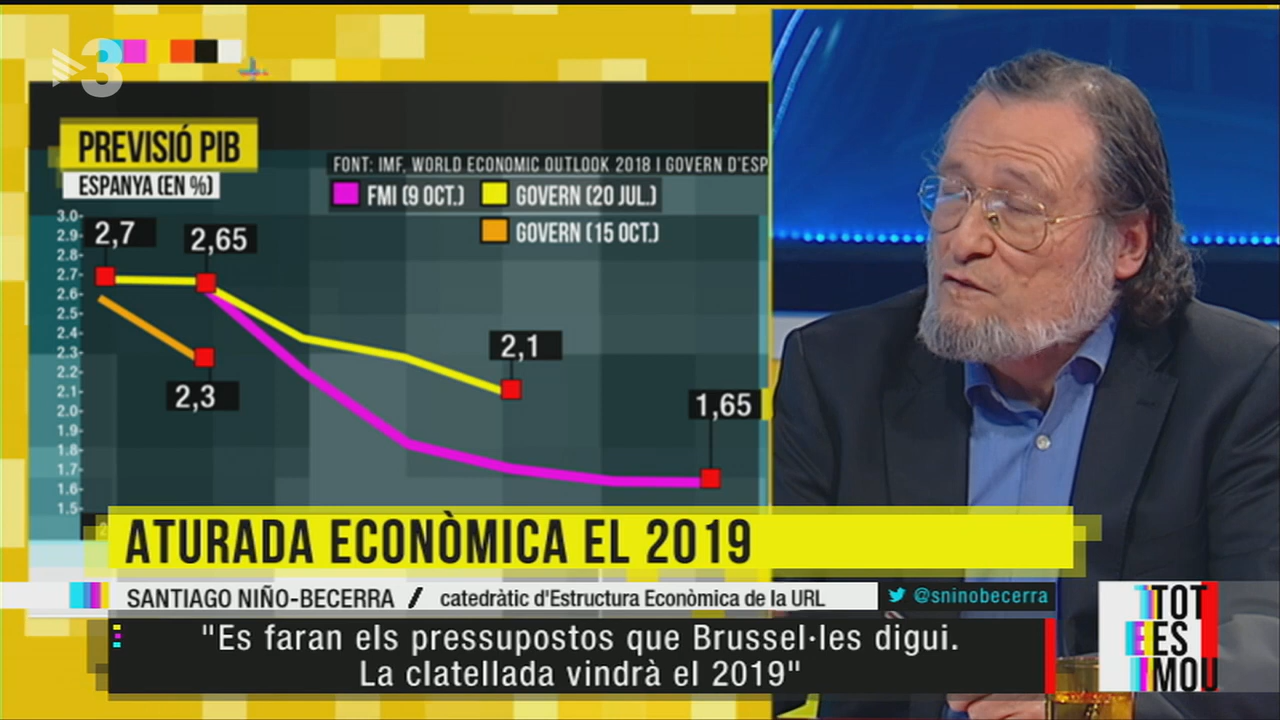 3
PREVISIÓ PIB
ESPANYA (EN %)
FONT: IMF, WORLD ECONOMIC OUTLOOK 2018 I GOVERN D'ESP
FMI (9 OCT.)
GOVERN (20 JUL.)
GOVERN (15 OCT.)
3.0
2.9
2.8
2.7
2.6
2.5
2.4
2.3
2.2
2.1
2.0
1.9
1.8
1.7
1.6
1.5
2,7
2,65
2,3
2,1
1,65
ATURADA ECONÒMICA EL 2019
SANTIAGO NIÑO-BECERRA / catedràtic d'Estructura Econòmica de la URL
@sninobecerra
"Es faran els pressupostos que Brussel·les digui.
La clatellada vindrà el 2019"
TOT
ES
MOU